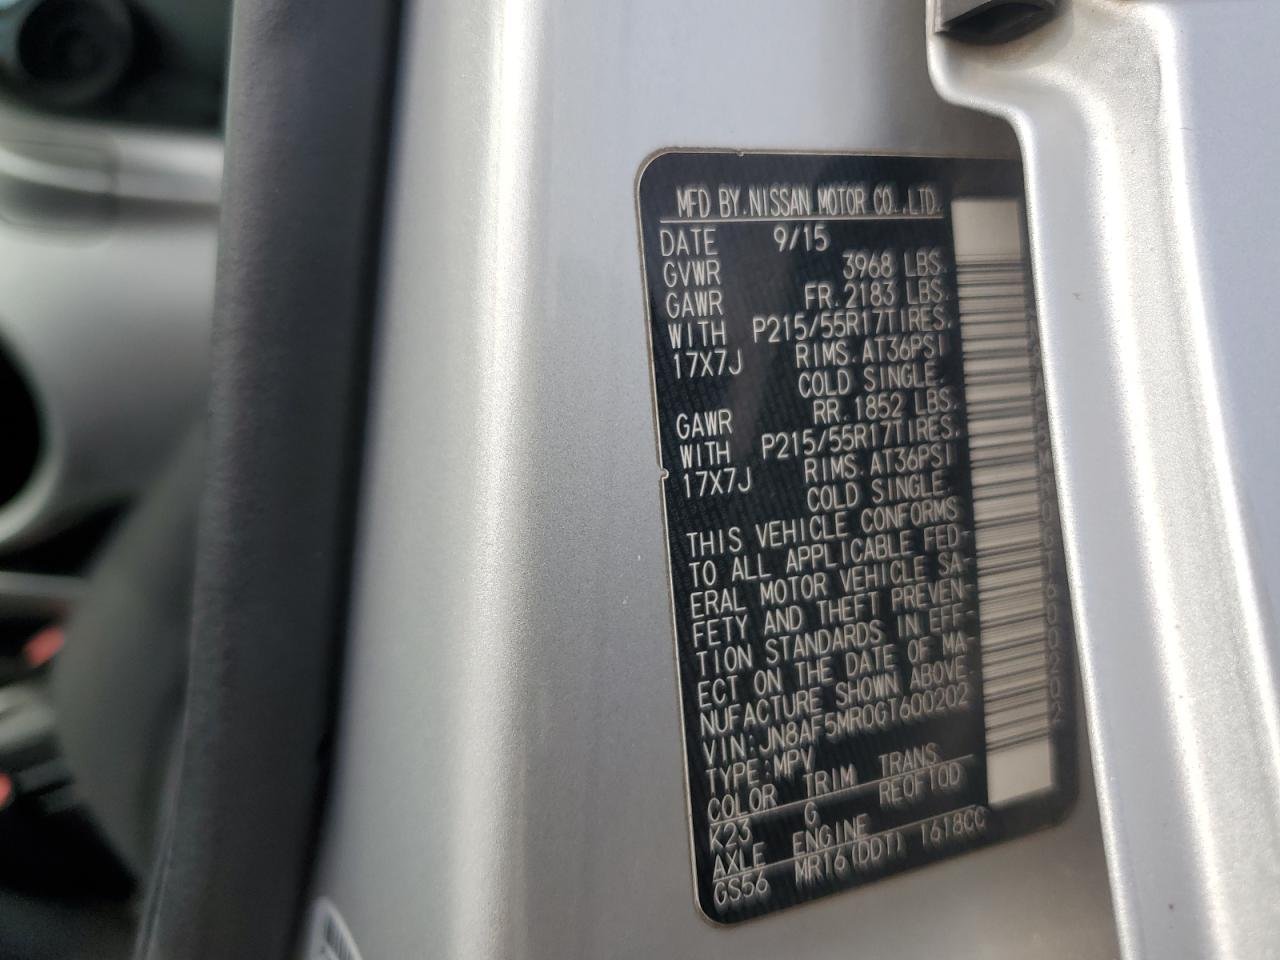 MFD BY.NISSAN MOTOR CO.,LTD.
DATE 9/15
GVWR 3968 LBS.
GAWR FR.2183 LBS.
WITH P215/55R17TIRES.
17X7J RIMS.AT36PSI
COLD SINGLE.
GAWR RR.1852 LBS.
WITH P215/55R17TIRES.
17X7J RIMS.AT36PSI
COLD SINGLE.
THIS VEHICLE CONFORMS
TO ALL APPLICABLE FED-
ERAL MOTOR VEHICLE SA-
FETY AND THEFT PREVEN-
TION STANDARDS IN EFF-
ECT ON THE DATE OF MA-
NUFACTURE SHOWN ABOVE.
VIN:JN8AF5MR0GT600202
TYPE:MPV
COLOR TRIM TRANS
K23 G RE0F10D
AXLE ENGINE
GS56 MR16(DDT) 1618CC